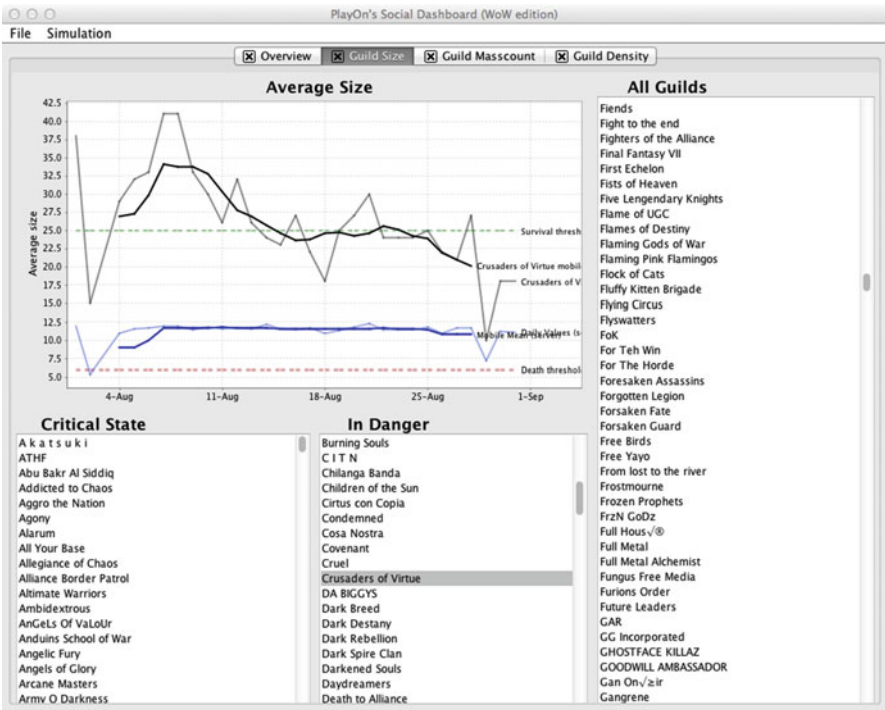 PlayOn's Social Dashboard (WoW edition)
File Simulation
Overview Guild Size Guild Masscount Guild Density
Average Size
42.5
40.0
37.5
35.0
32.5
30.0
27.5
25.0
22.5
20.0
17.5
15.0
12.5
10.0
7.5
5.0
Average size
Survival thresh
Crusaders of Virtue mobil
Crusaders of V
Daily Values (s
Mobile Mean (server)
Death threshol
4-Aug 11-Aug 18-Aug 25-Aug 1-Sep
All Guilds
Fiends
Fight to the end
Fighters of the Alliance
Final Fantasy VII
First Echelon
Fists of Heaven
Five Lengendary Knights
Flame of UGC
Flames of Destiny
Flaming Gods of War
Flaming Pink Flamingos
Flock of Cats
Fluffy Kitten Brigade
Flying Circus
Flyswatters
FoK
For Teh Win
For The Horde
Foresaken Assassins
Forgotten Legion
Forsaken Fate
Forsaken Guard
Free Birds
Free Yayo
From lost to the river
Frostmourne
Frozen Prophets
FrzN GoDz
Full Hous√®
Full Metal
Full Metal Alchemist
Fungus Free Media
Furions Order
Future Leaders
GAR
GG Incorporated
GHOSTFACE KILLAZ
GOODWILL AMBASSADOR
Gan On√≥ir
Gangrene
Critical State
A k a t s u k i
ATHF
Abu Bakr Al Siddiq
Addicted to Chaos
Aggro the Nation
Agony
Alarum
All Your Base
Allegiance of Chaos
Alliance Border Patrol
Altimate Warriors
Ambidextrous
AnGeLs Of VaLoUr
Anduins School of War
Angelic Fury
Angels of Glory
Arcane Masters
Army O Darkness
In Danger
Burning Souls
C I T N
Chilanga Banda
Children of the Sun
Cirtus con Copia
Condemned
Cosa Nostra
Covenant
Cruel
Crusaders of Virtue
DA BIGGYS
Dark Breed
Dark Destany
Dark Rebellion
Dark Spire Clan
Darkened Souls
Daydreamers
Death to Alliance